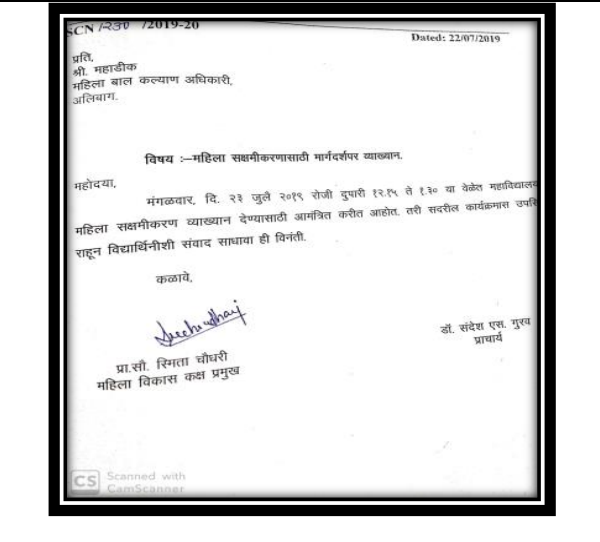 SCN /२३० /2019-20
Dated: 22/07/2019
प्रति,
श्री. महाडीक
महिला बाल कल्याण अधिकारी,
अलिबाग.
विषय :–महिला सक्षमीकरणासाठी मार्गदर्शपर व्याख्यान.
महोदया,
मंगळवार, दि. २३ जुलै २०१९ रोजी दुपारी १२.१५ ते १.३० या वेळेत महाविद्यालय
महिला सक्षमीकरण व्याख्यान देण्यासाठी आमंत्रित करीत आहोत. तरी सदरील कार्यक्रमास उपस्
राहून विद्यार्थिनीशी संवाद साधावा ही विनंती.
कळावे,
डॉ. संदेश एस. गुरव
प्राचार्य
प्रा.सौ. स्मिता चौधरी
महिला विकास कक्ष प्रमुख
CS Scanned with
CamScanner